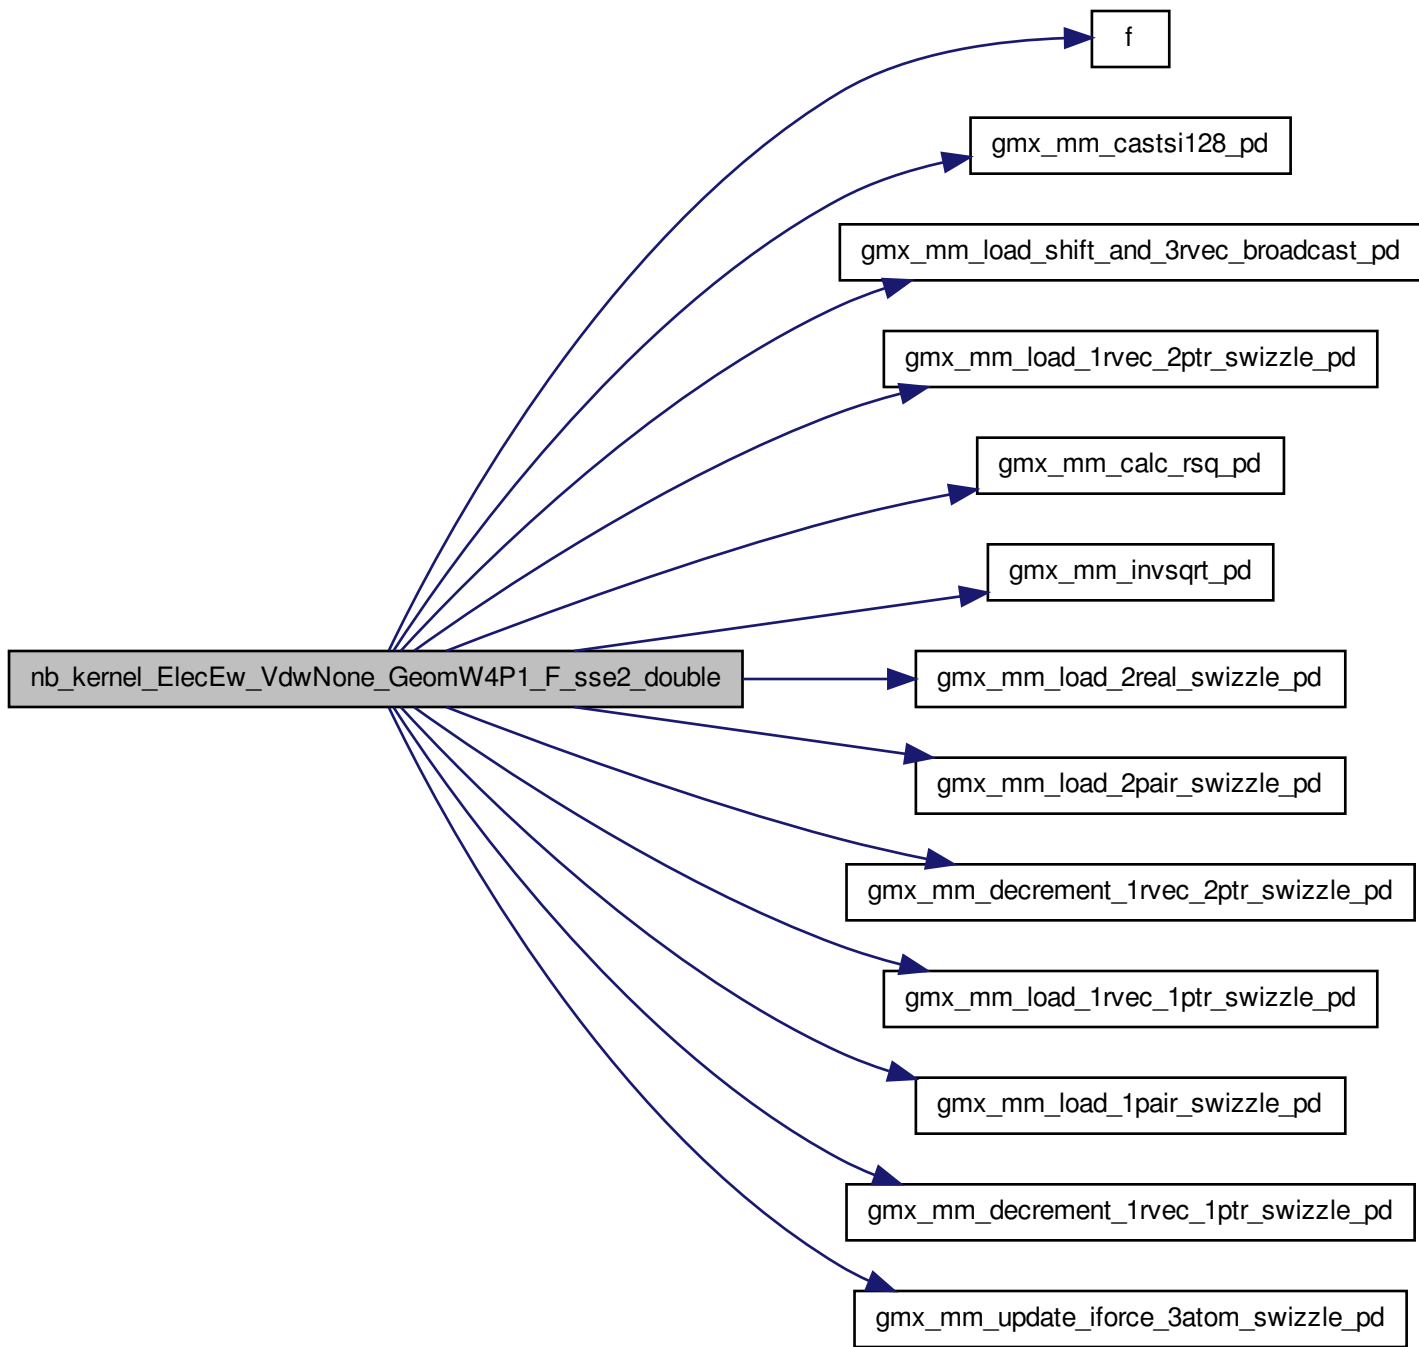 f
gmx_mm_castsi128_pd
gmx_mm_load_shift_and_3rvec_broadcast_pd
gmx_mm_load_1rvec_2ptr_swizzle_pd
gmx_mm_calc_rsq_pd
gmx_mm_invsqrt_pd
nb_kernel_ElecEw_VdwNone_GeomW4P1_F_sse2_double
gmx_mm_load_2real_swizzle_pd
gmx_mm_load_2pair_swizzle_pd
gmx_mm_decrement_1rvec_2ptr_swizzle_pd
gmx_mm_load_1rvec_1ptr_swizzle_pd
gmx_mm_load_1pair_swizzle_pd
gmx_mm_decrement_1rvec_1ptr_swizzle_pd
gmx_mm_update_iforce_3atom_swizzle_pd